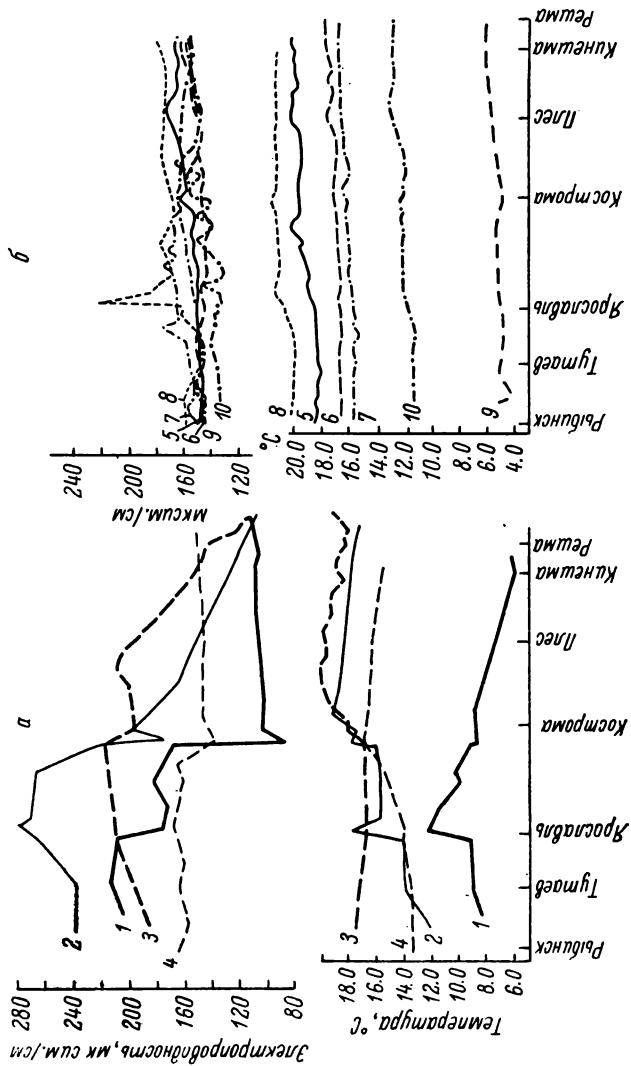 а
Электропроводность, мк сим./см
280
240
200
160
120
80
2
1
3
4
Температура, °С
18.0
16.0
14.0
12.0
10.0
8.0
6.0
3
4
2
1
Рыбинск
Тутаев
Ярославль
Кострома
Плес
Кинешма
Решма
б
мксим./см
240
200
160
120
5
7
8
6
9
10
°С
20.0
18.0
16.0
14.0
12.0
10.0
8.0
6.0
4.0
8
5
6
7
10
9
Рыбинск
Тутаев
Ярославль
Кострома
Плес
Кинешма
Решма